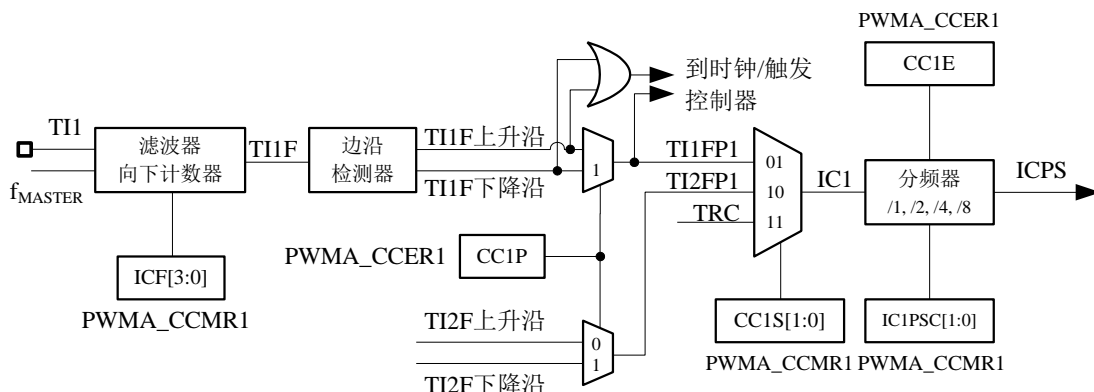 PWMA_CCER1
CC1E
到时钟/触发
控制器
TI1
fMASTER
滤波器
向下计数器
TI1F
边沿
检测器
TI1F上升沿
TI1F下降沿
1
TI1FP1
TI2FP1
TRC
01
10
11
IC1
分频器
/1, /2, /4, /8
ICPS
PWMA_CCER1
CC1P
ICF[3:0]
PWMA_CCMR1
TI2F上升沿
TI2F下降沿
0
1
CC1S[1:0]
PWMA_CCMR1
IC1PSC[1:0]
PWMA_CCMR1